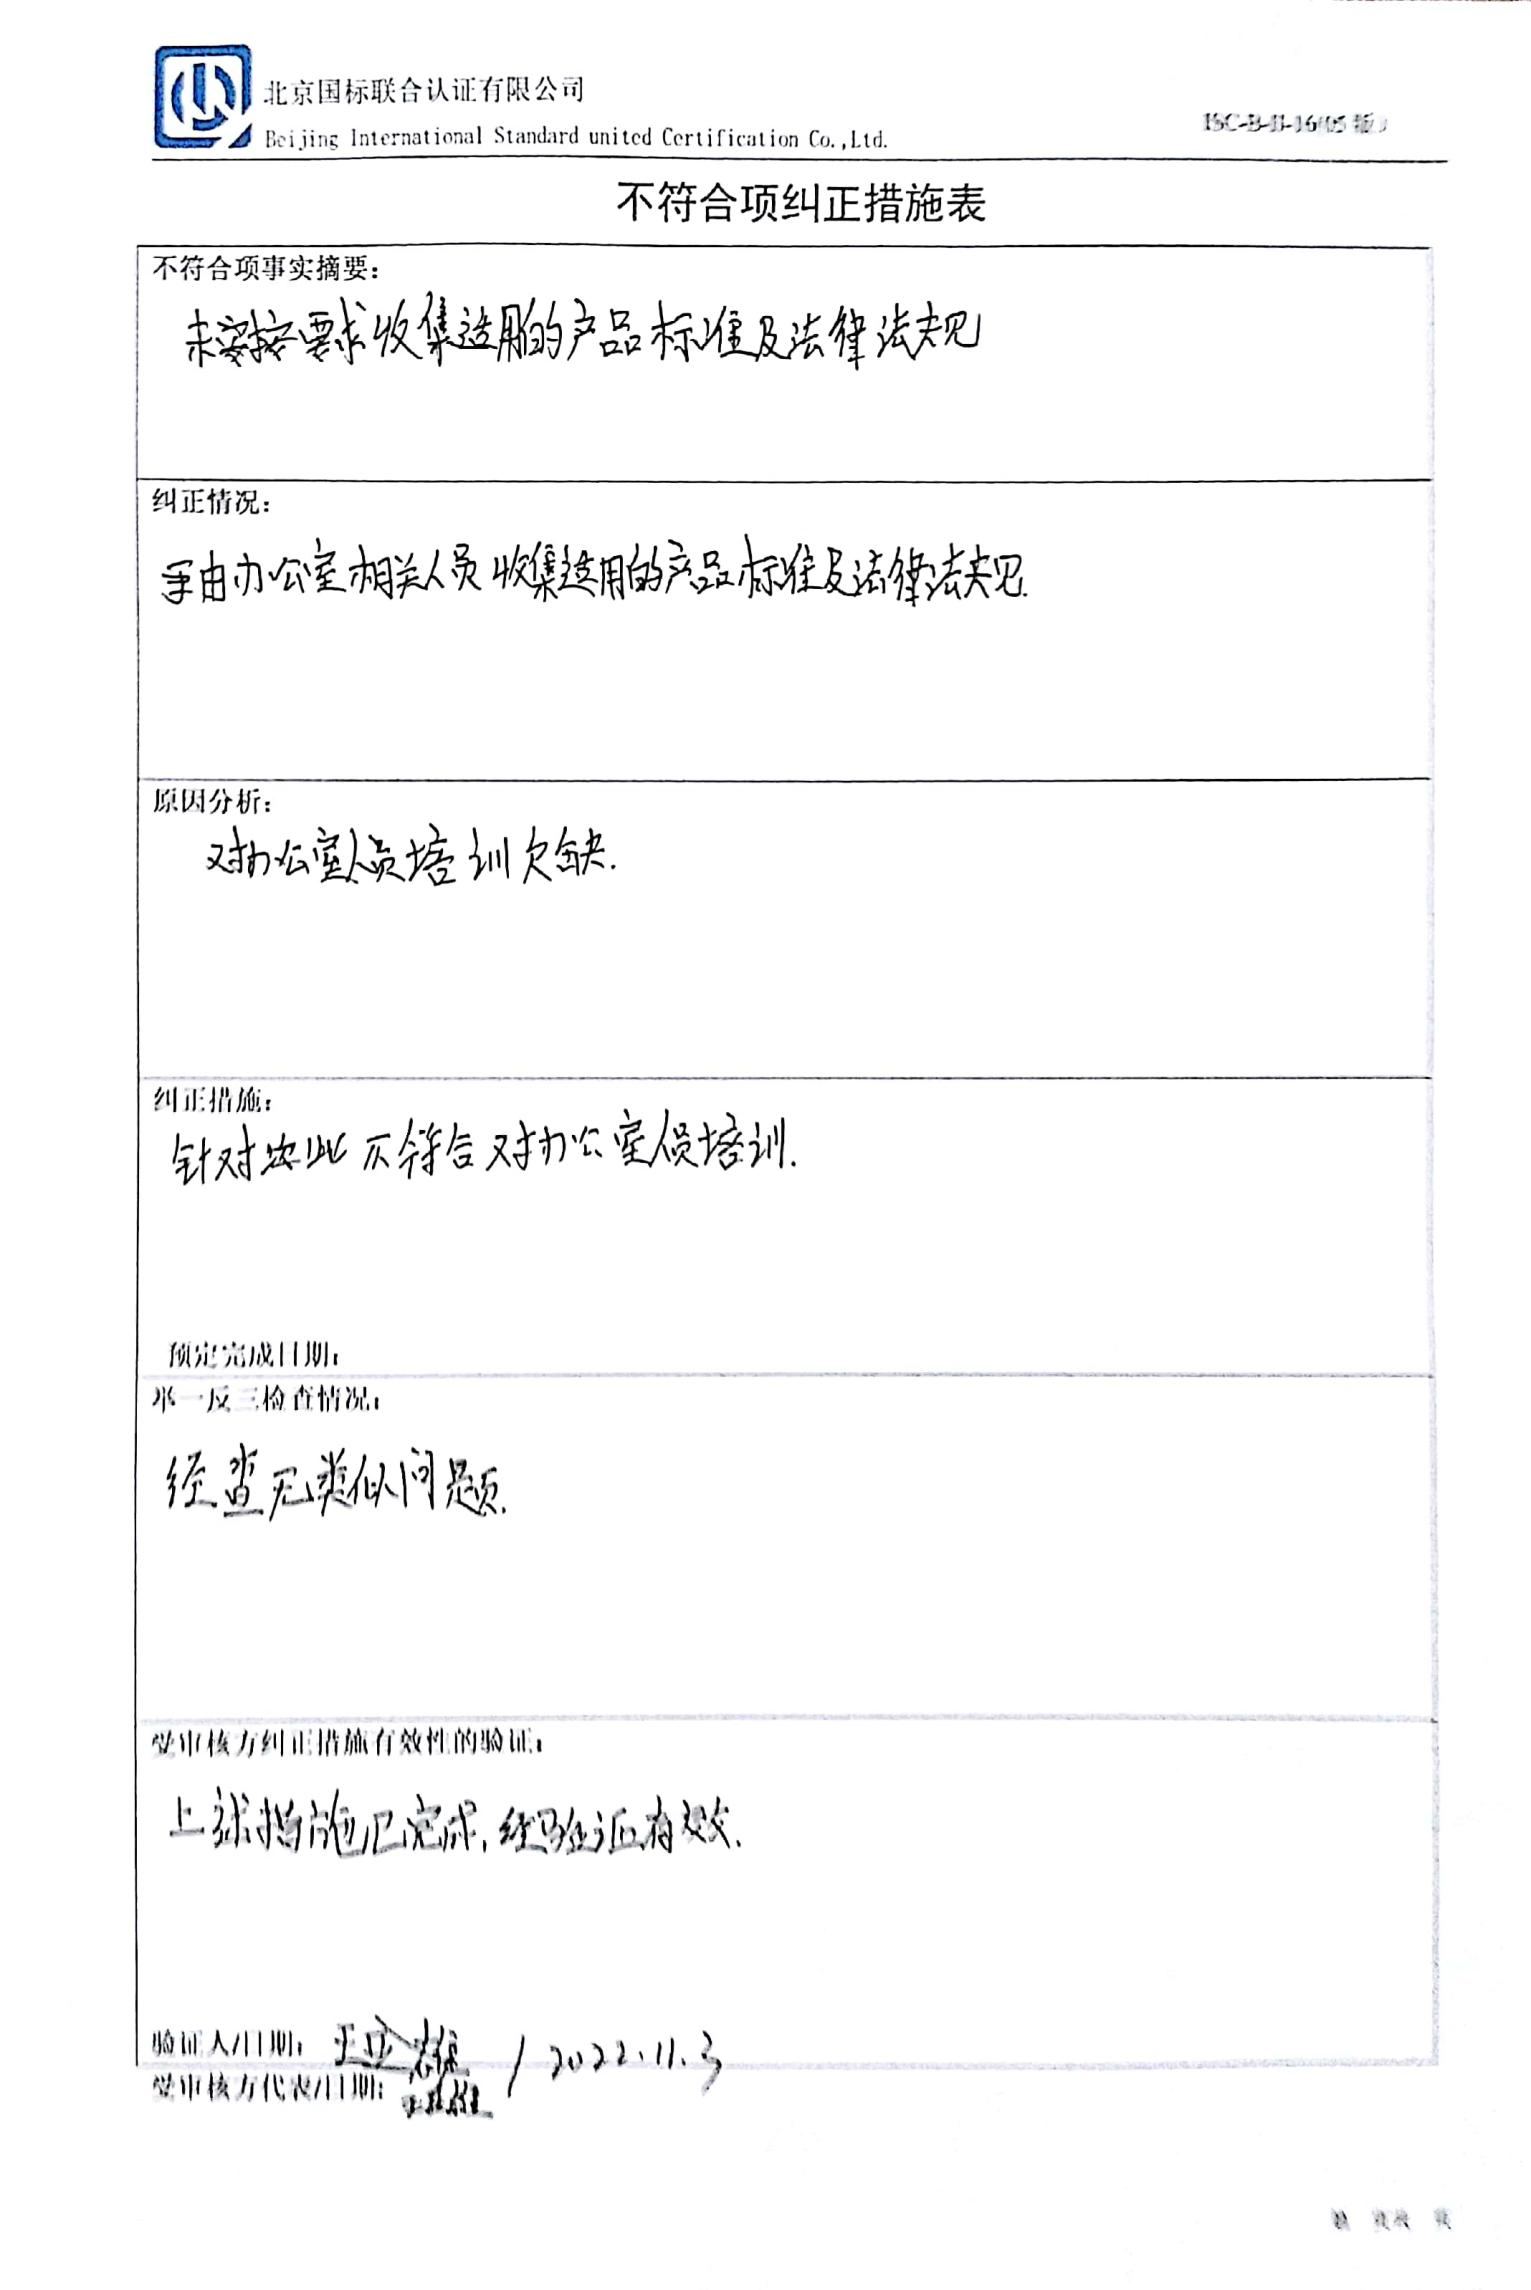 北京国标联合认证有限公司
Beijing International Standard united Certification Co.,Ltd.
ISC-B-II-16(05版)
不符合项纠正措施表
不符合项事实摘要：
未按要求收集适用的产品标准及法律法规
纠正情况：
由办公室相关人员收集适用的产品标准及法律法规.
原因分析：
对办公室人员培训欠缺.
纠正措施：
针对此不符合对办公室人员培训.
预定完成日期：
举一反三检查情况：
经查无类似问题.
受审核方纠正措施有效性的验证：
上述措施已完成,经验证有效.
验证人/日期： / 2022.11.3
受审核方代表/日期：